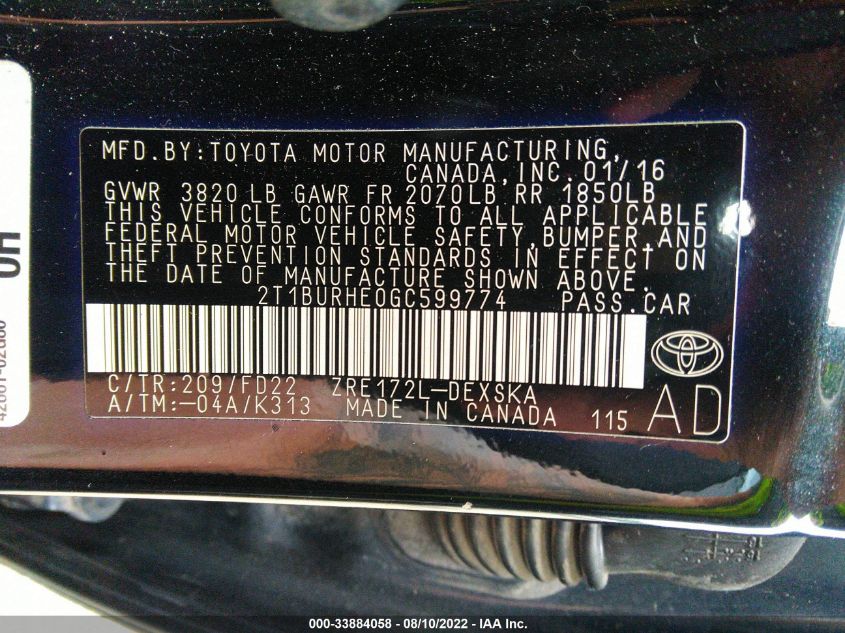 MFD.BY:TOYOTA MOTOR MANUFACTURING,
CANADA,INC. 01/16
GVWR 3820 LB GAWR FR 2070LB RR 1850LB
THIS VEHICLE CONFORMS TO ALL APPLICABLE
FEDERAL MOTOR VEHICLE SAFETY,BUMPER,AND
THEFT PREVENTION STANDARDS IN EFFECT ON
THE DATE OF MANUFACTURE SHOWN ABOVE.
2T1BURHE0GC599774 PASS.CAR
C/TR:209/FD22 ZRE172L-DEXSKA
A/TM:-04A/K313 MADE IN CANADA 115
AD
000-33884058 - 08/10/2022 - IAA Inc.